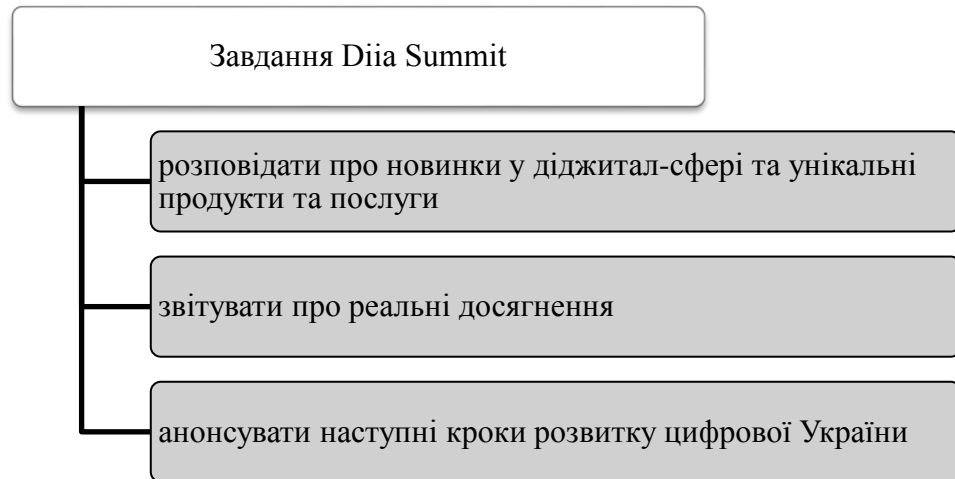 Завдання Diia Summit
розповідати про новинки у діджитал-сфері та унікальні
продукти та послуги
звітувати про реальні досягнення
анонсувати наступні кроки розвитку цифрової України